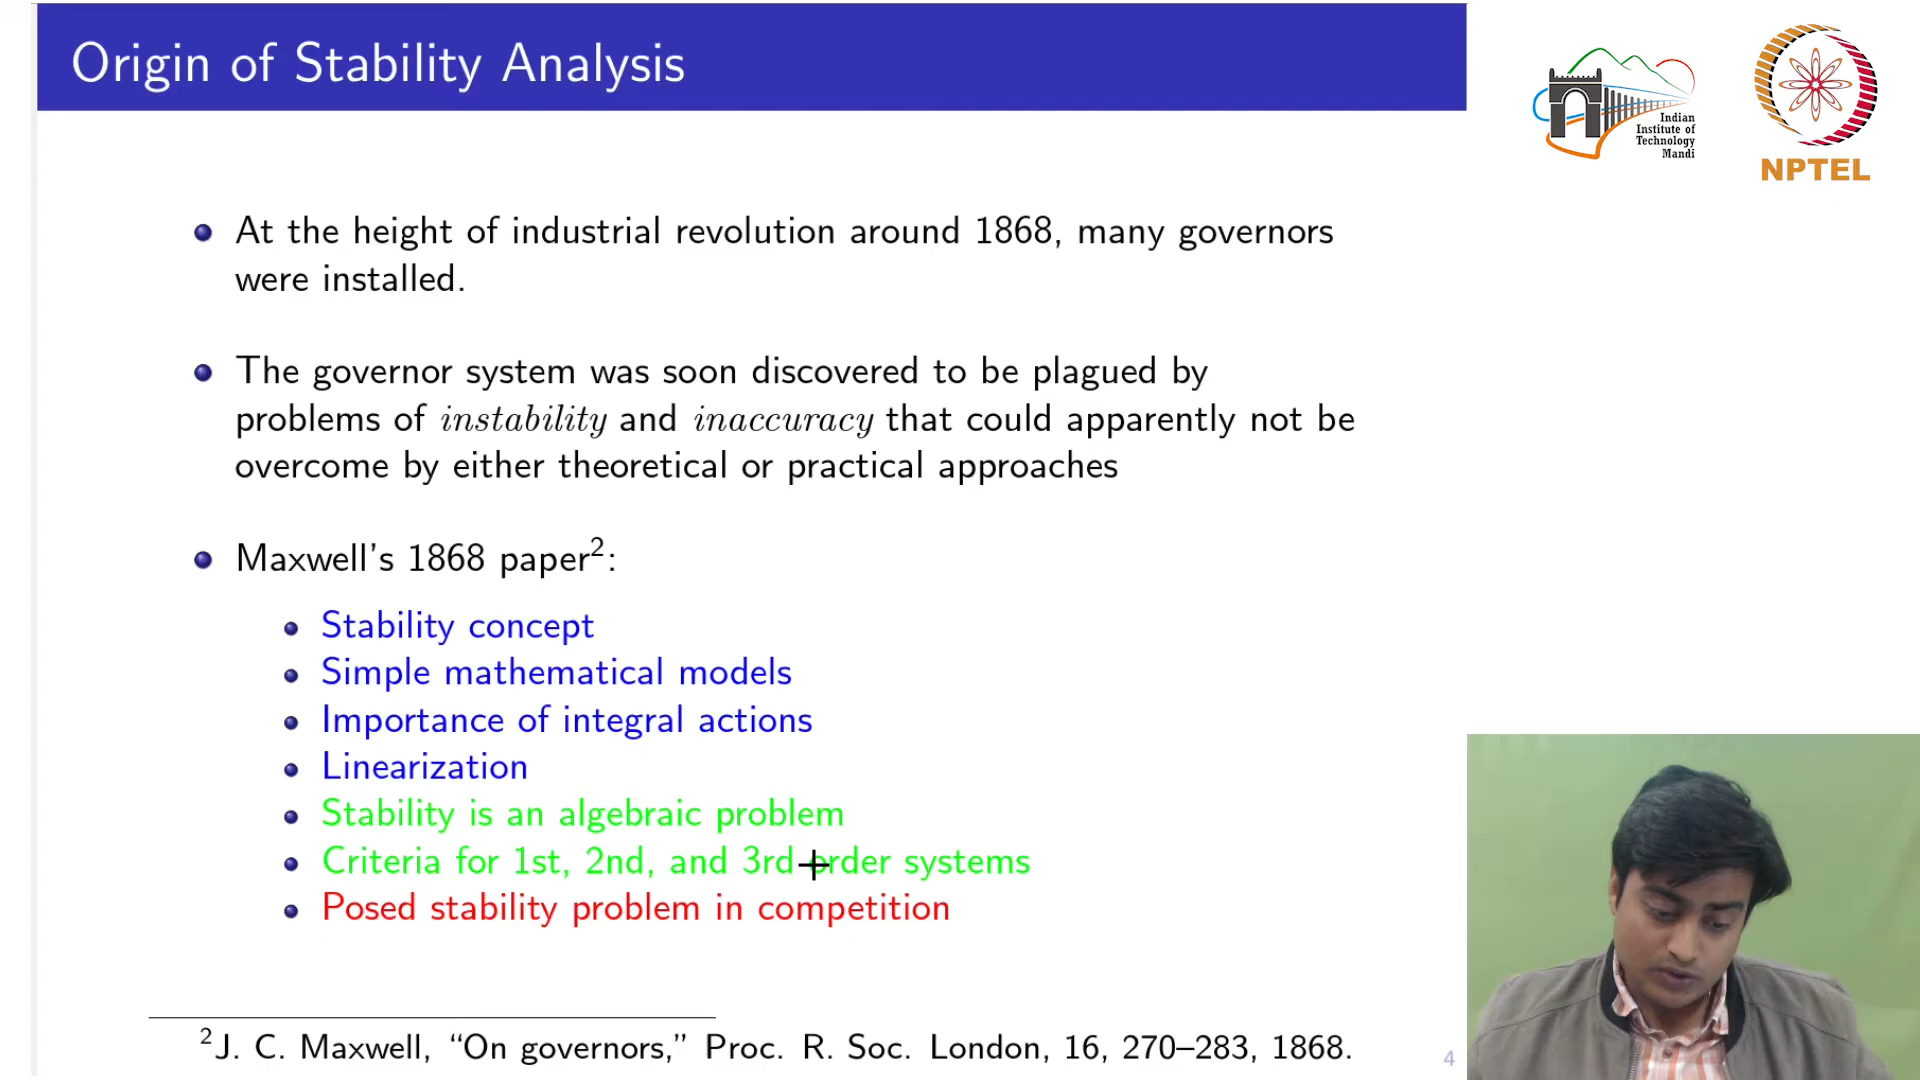 Origin of Stability Analysis
Indian
Institute of
Technology
Mandi
NPTEL
At the height of industrial revolution around 1868, many governors
were installed.
The governor system was soon discovered to be plagued by
problems of instability and inaccuracy that could apparently not be
overcome by either theoretical or practical approaches
Maxwell's 1868 paper²:
Stability concept
Simple mathematical models
Importance of integral actions
Linearization
Stability is an algebraic problem
Criteria for 1st, 2nd, and 3rd order systems
Posed stability problem in competition
²J. C. Maxwell, “On governors,” Proc. R. Soc. London, 16, 270–283, 1868.
4